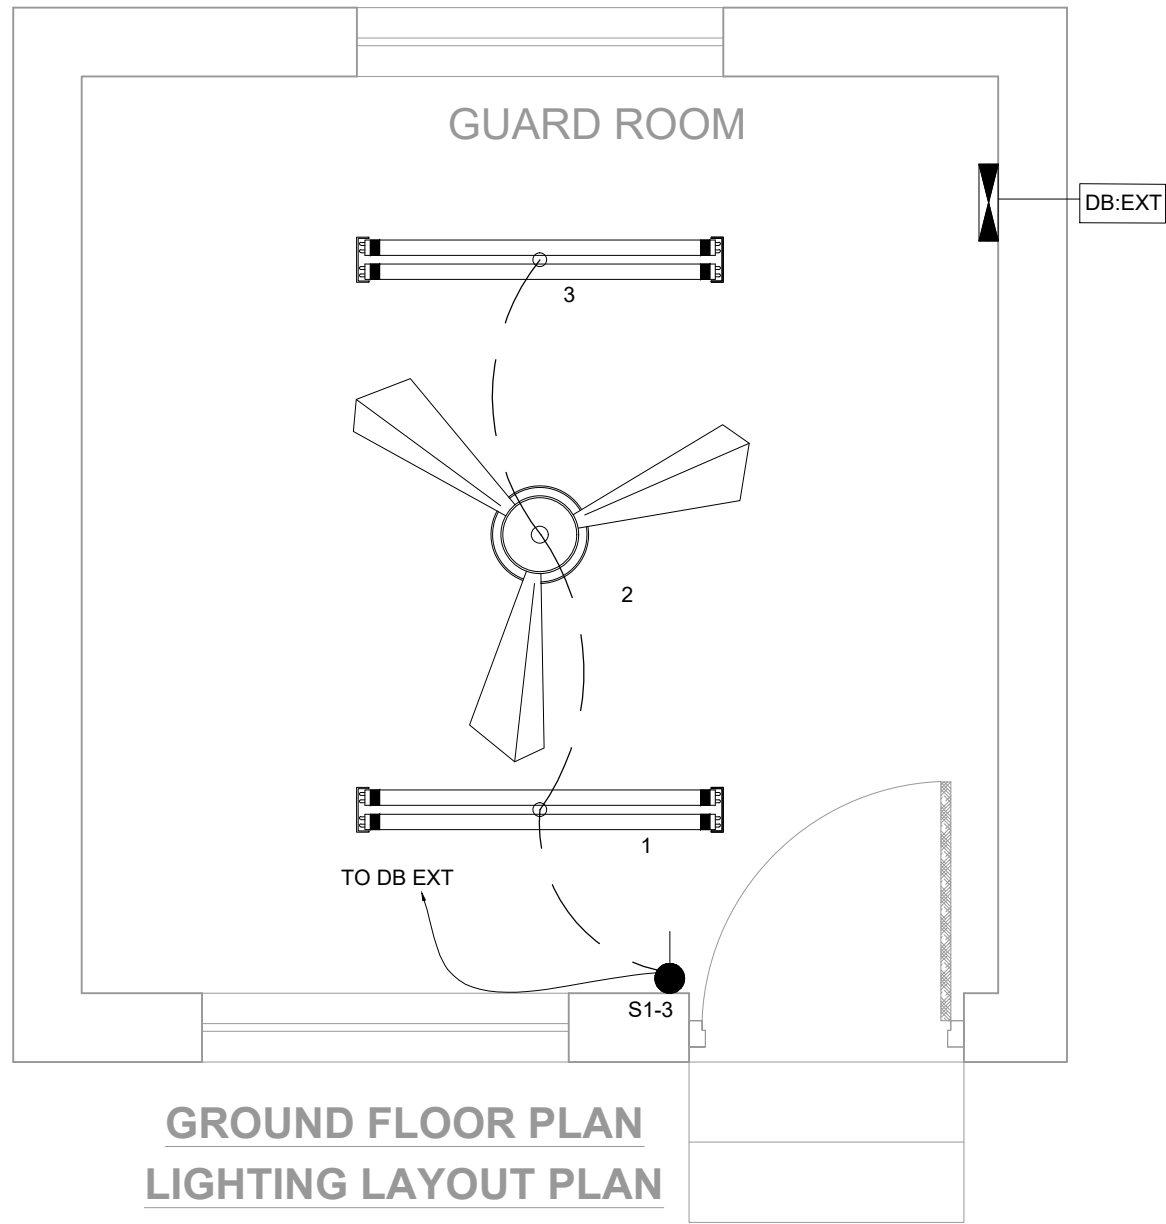 GUARD ROOM
DB:EXT
3
2
1
TO DB EXT
S1-3
GROUND FLOOR PLAN
LIGHTING LAYOUT PLAN